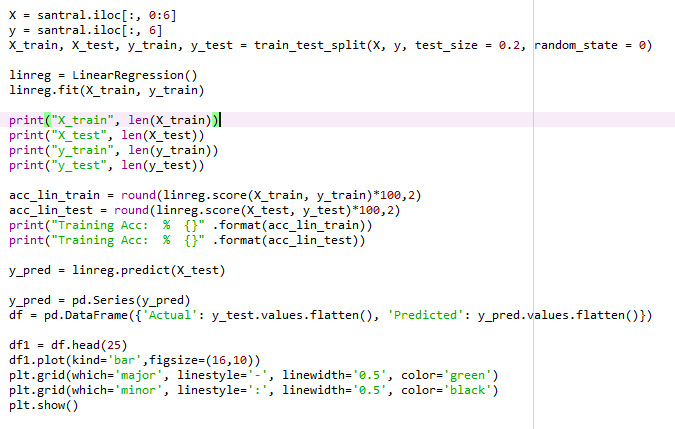 X = santral.iloc[:, 0:6]
y = santral.iloc[:, 6]
X_train, X_test, y_train, y_test = train_test_split(X, y, test_size = 0.2, random_state = 0)
linreg = LinearRegression()
linreg.fit(X_train, y_train)
print("X_train", len(X_train))
print("X_test", len(X_test))
print("y_train", len(y_train))
print("y_test", len(y_test))
acc_lin_train = round(linreg.score(X_train, y_train)*100,2)
acc_lin_test = round(linreg.score(X_test, y_test)*100,2)
print("Training Acc:  %  {}" .format(acc_lin_train))
print("Training Acc:  %  {}" .format(acc_lin_test))
y_pred = linreg.predict(X_test)
y_pred = pd.Series(y_pred)
df = pd.DataFrame({'Actual': y_test.values.flatten(), 'Predicted': y_pred.values.flatten()})
df1 = df.head(25)
df1.plot(kind='bar',figsize=(16,10))
plt.grid(which='major', linestyle='-', linewidth='0.5', color='green')
plt.grid(which='minor', linestyle=':', linewidth='0.5', color='black')
plt.show()